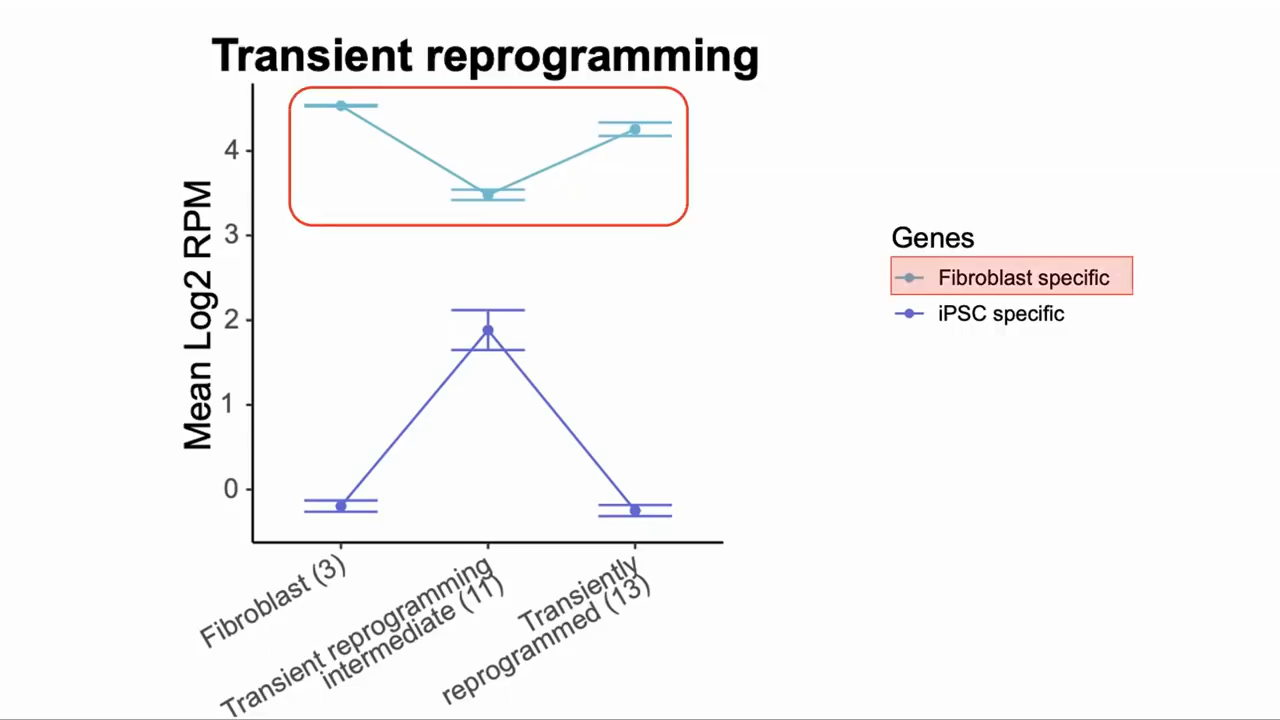 Transient reprogramming
Mean Log2 RPM
4
3
2
1
0
Fibroblast (3)
Transient reprogramming
intermediate (11)
Transiently
reprogrammed (13)
Genes
Fibroblast specific
iPSC specific